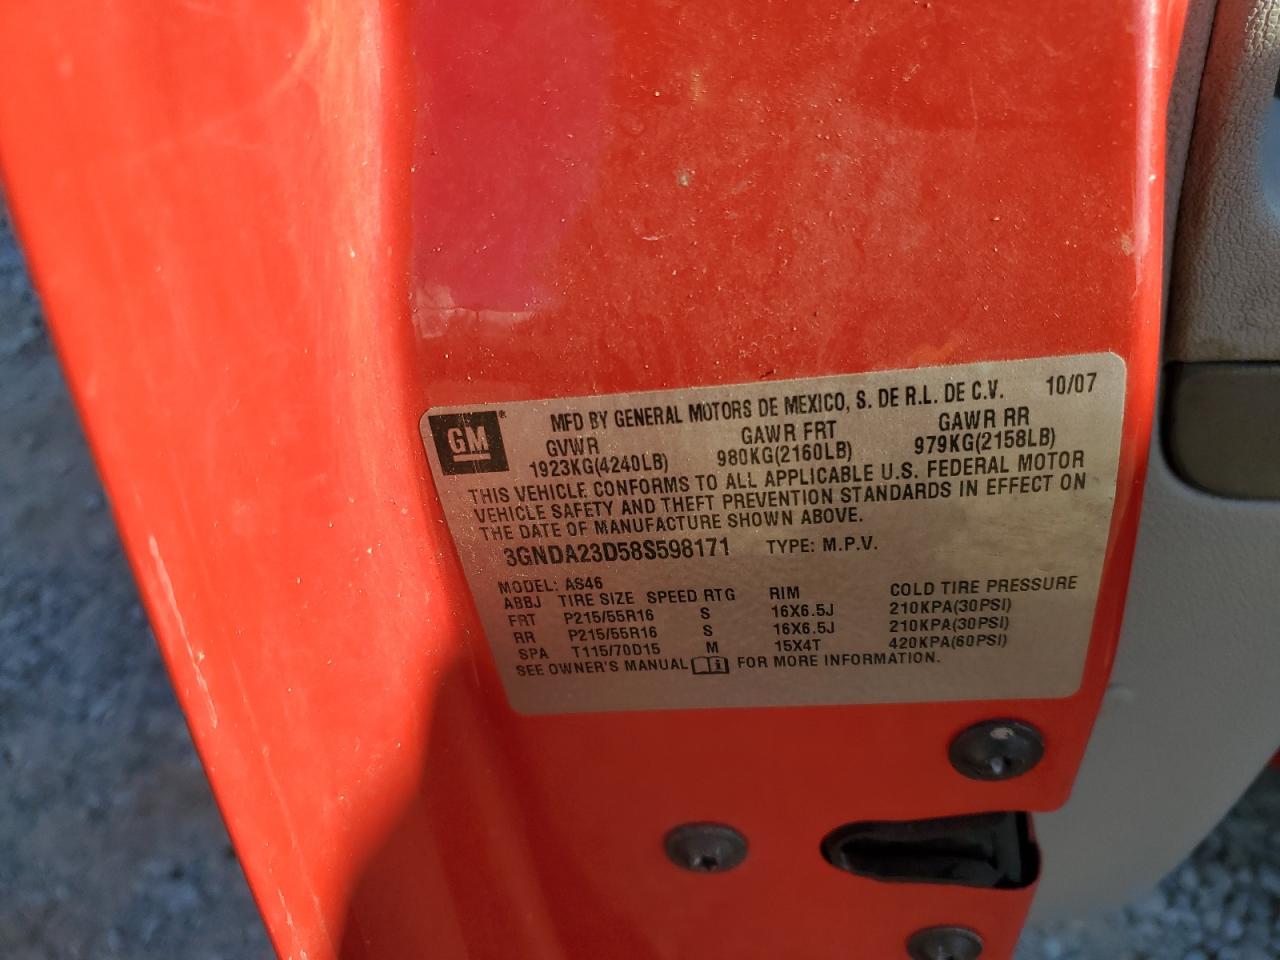 GM®
MFD BY GENERAL MOTORS DE MEXICO, S. DE R.L. DE C.V. 10/07
GVWR GAWR FRT GAWR RR
1923KG(4240LB) 980KG(2160LB) 979KG(2158LB)
THIS VEHICLE CONFORMS TO ALL APPLICABLE U.S. FEDERAL MOTOR
VEHICLE SAFETY AND THEFT PREVENTION STANDARDS IN EFFECT ON
THE DATE OF MANUFACTURE SHOWN ABOVE.
3GNDA23D58S598171 TYPE: M.P.V.
MODEL: AS46
ABBJ TIRE SIZE SPEED RTG RIM COLD TIRE PRESSURE
FRT P215/55R16 S 16X6.5J 210KPA(30PSI)
RR P215/55R16 S 16X6.5J 210KPA(30PSI)
SPA T115/70D15 M 15X4T 420KPA(60PSI)
SEE OWNER'S MANUAL FOR MORE INFORMATION.